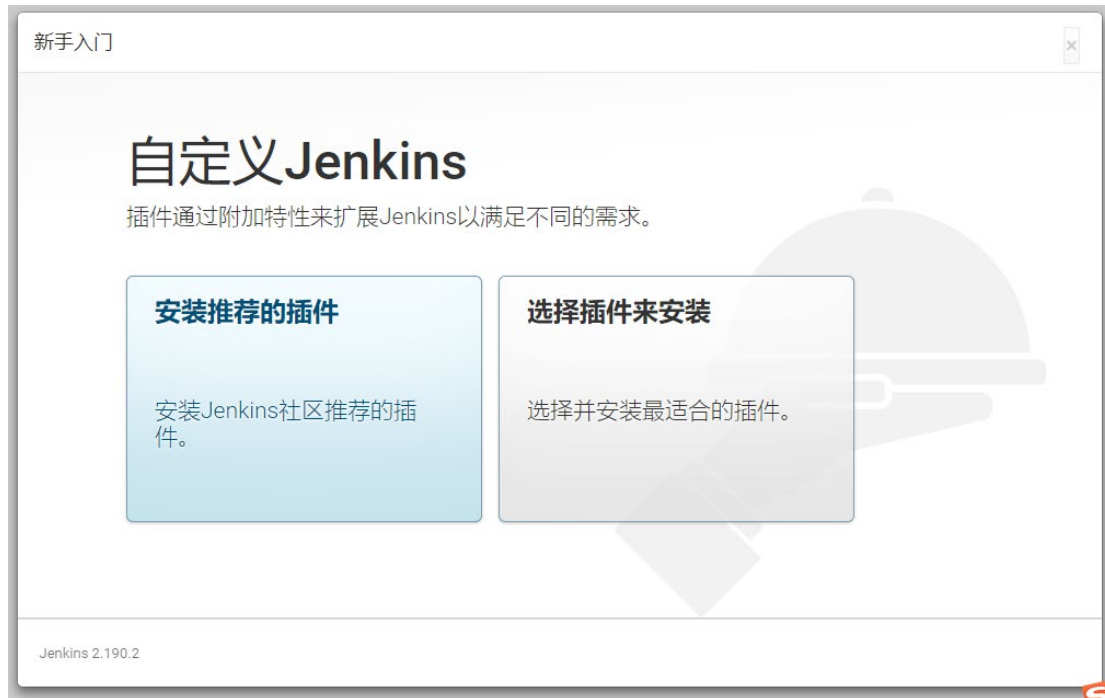 新手入门
×
自定义Jenkins
插件通过附加特性来扩展Jenkins以满足不同的需求。
安装推荐的插件
安装Jenkins社区推荐的插
件。
选择插件来安装
选择并安装最适合的插件。
Jenkins 2.190.2